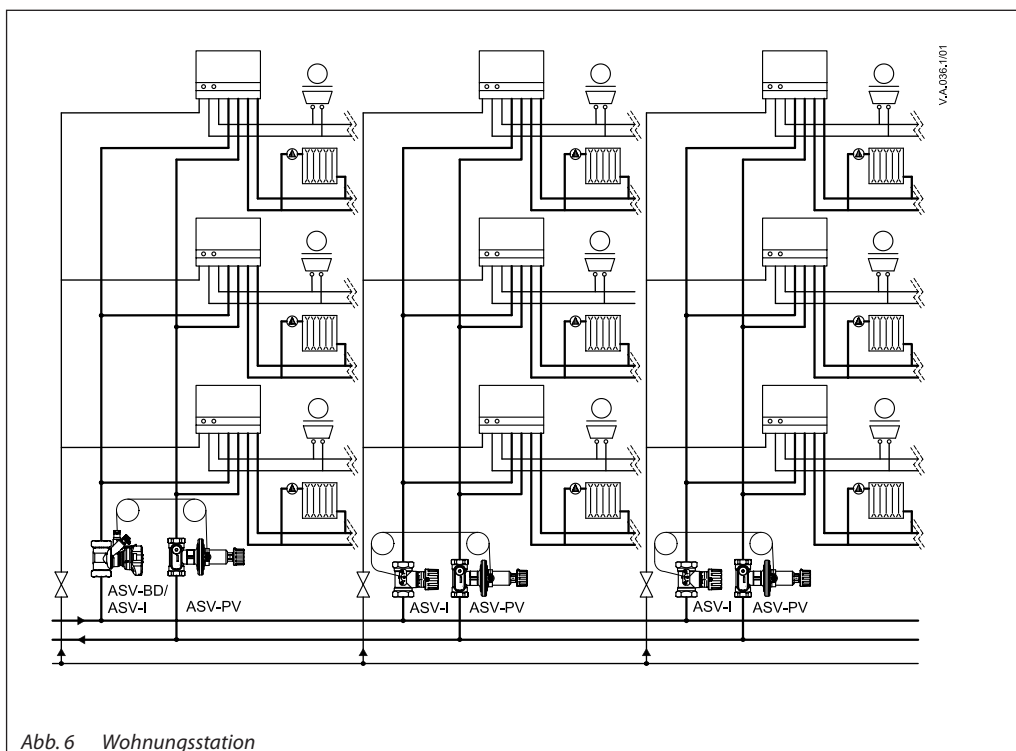 V.A.036.1/01
ASV-BD/
ASV-I
ASV-PV
ASV-I
ASV-PV
ASV-I
ASV-PV
Abb. 6 Wohnungsstation